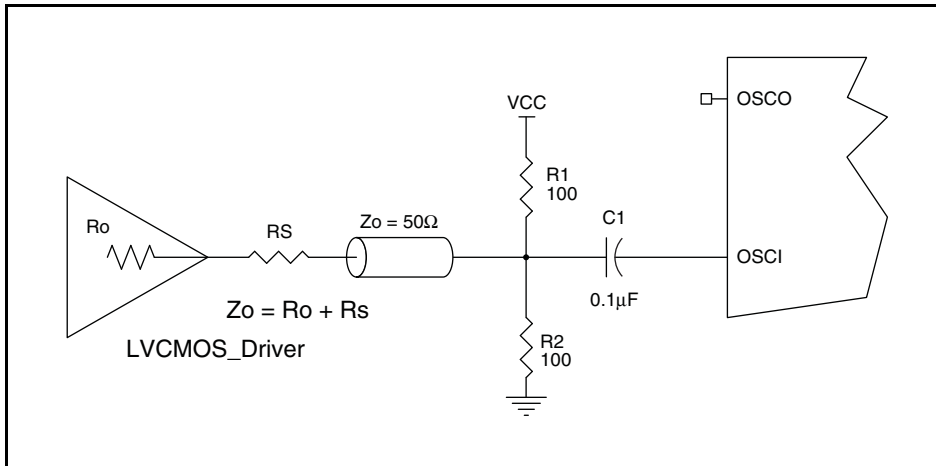 OSCO
VCC
R1
100
C1
Ro
RS
Zo = 50Ω
OSCI
0.1μF
Zo = Ro + Rs
R2
100
LVCMOS_Driver